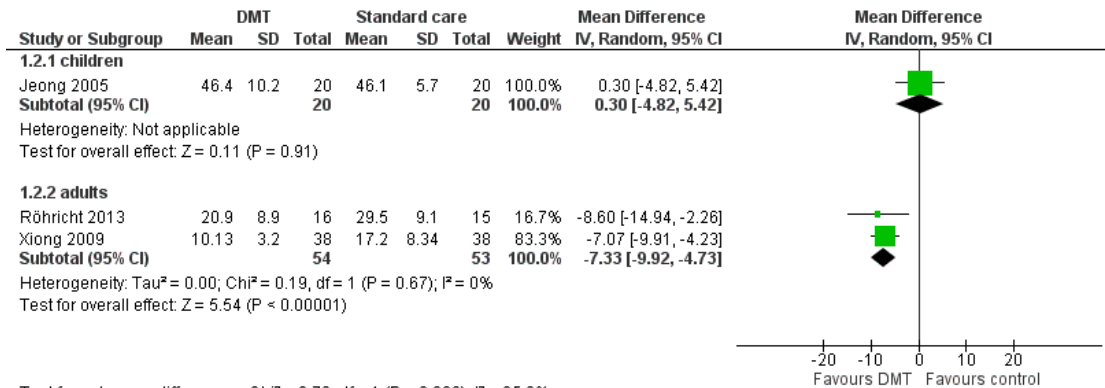 DMT Standard care Mean Difference Mean Difference
Study or Subgroup Mean SD Total Mean SD Total Weight IV, Random, 95% CI IV, Random, 95% CI
1.2.1 children
Jeong 2005 46.4 10.2 20 46.1 5.7 20 100.0% 0.30 [-4.82, 5.42]
Subtotal (95% CI) 20 20 100.0% 0.30 [-4.82, 5.42]
Heterogeneity: Not applicable
Test for overall effect: Z = 0.11 (P = 0.91)
1.2.2 adults
Röhricht 2013 20.9 8.9 16 29.5 9.1 15 16.7% -8.60 [-14.94, -2.26]
Xiong 2009 10.13 3.2 38 17.2 8.34 38 83.3% -7.07 [-9.91, -4.23]
Subtotal (95% CI) 54 53 100.0% -7.33 [-9.92, -4.73]
Heterogeneity: Tau² = 0.00; Chi² = 0.19, df = 1 (P = 0.67); I² = 0%
Test for overall effect: Z = 5.54 (P < 0.00001)
-20 -10 0 10 20
Favours DMT Favours control